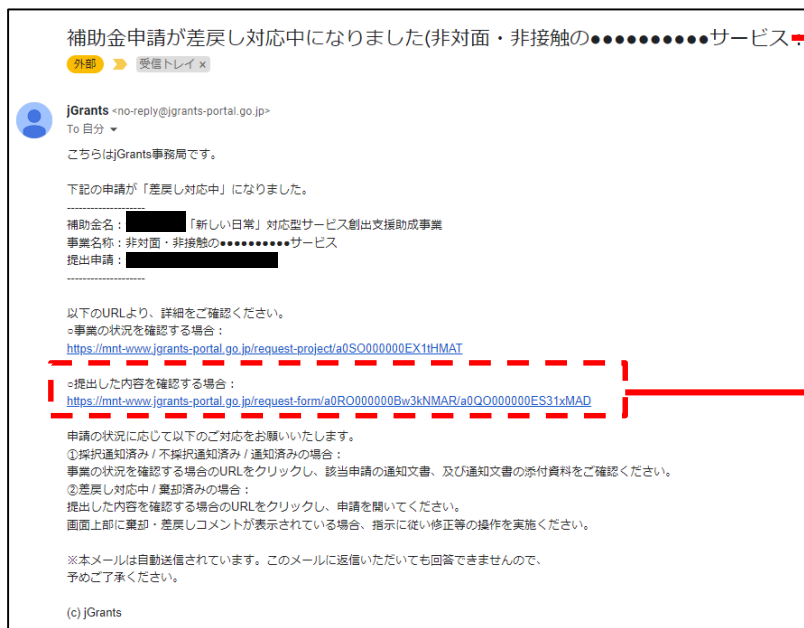 補助金申請が差戻し対応中になりました(非対面・非接触の●●●●●●●●●●サービス
外部 受信トレイ ×
jGrants <no-reply@jgrants-portal.go.jp>
To 自分
こちらはjGrants事務局です。
下記の申請が「差戻し対応中」になりました。
--------------------
補助金名： 「新しい日常」対応型サービス創出支援助成事業
事業名称：非対面・非接触の●●●●●●●●●●サービス
提出申請：
--------------------
以下のURLより、詳細をご確認ください。
○事業の状況を確認する場合：
https://mnt-www.jgrants-portal.go.jp/request-project/a0SO000000EX1tHMAT
○提出した内容を確認する場合：
https://mnt-www.jgrants-portal.go.jp/request-form/a0RO000000Bw3kNMAR/a0QO000000ES31xMAD
申請の状況に応じて以下のご対応をお願いいたします。
①採択通知済み / 不採択通知済み / 通知済みの場合：
事業の状況を確認する場合のURLをクリックし、該当申請の通知文書、及び通知文書の添付資料をご確認ください。
②差戻し対応中 / 棄却済みの場合：
提出した内容を確認する場合のURLをクリックし、申請を開いてください。
画面上部に棄却・差戻しコメントが表示されている場合、指示に従い修正等の操作を実施ください。
※本メールは自動送信されています。このメールに返信いただいても回答できませんので、
予めご了承ください。
(c) jGrants